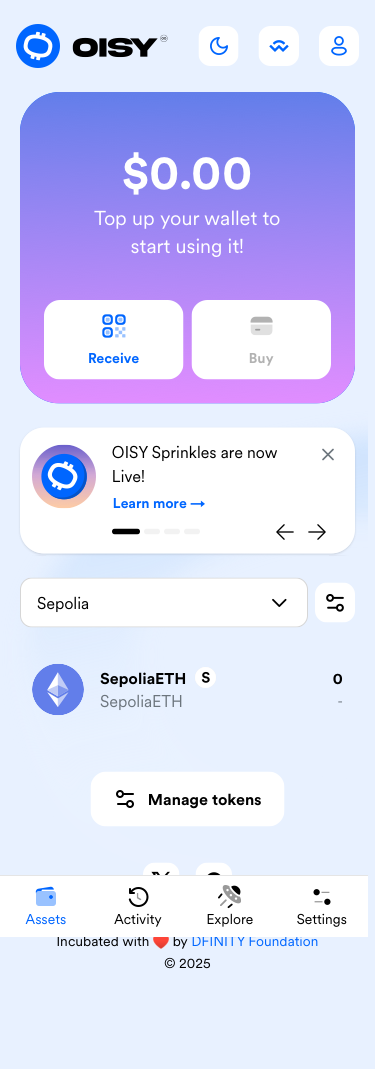 OISY
$0.00
Top up your wallet to
start using it!
Receive
Buy
OISY Sprinkles are now
Live!
Learn more →
Sepolia
SepoliaETH S
0
SepoliaETH
-
Manage tokens
Assets
Activity
Explore
Settings
Incubated with ❤️ by DFINITY Foundation
© 2025